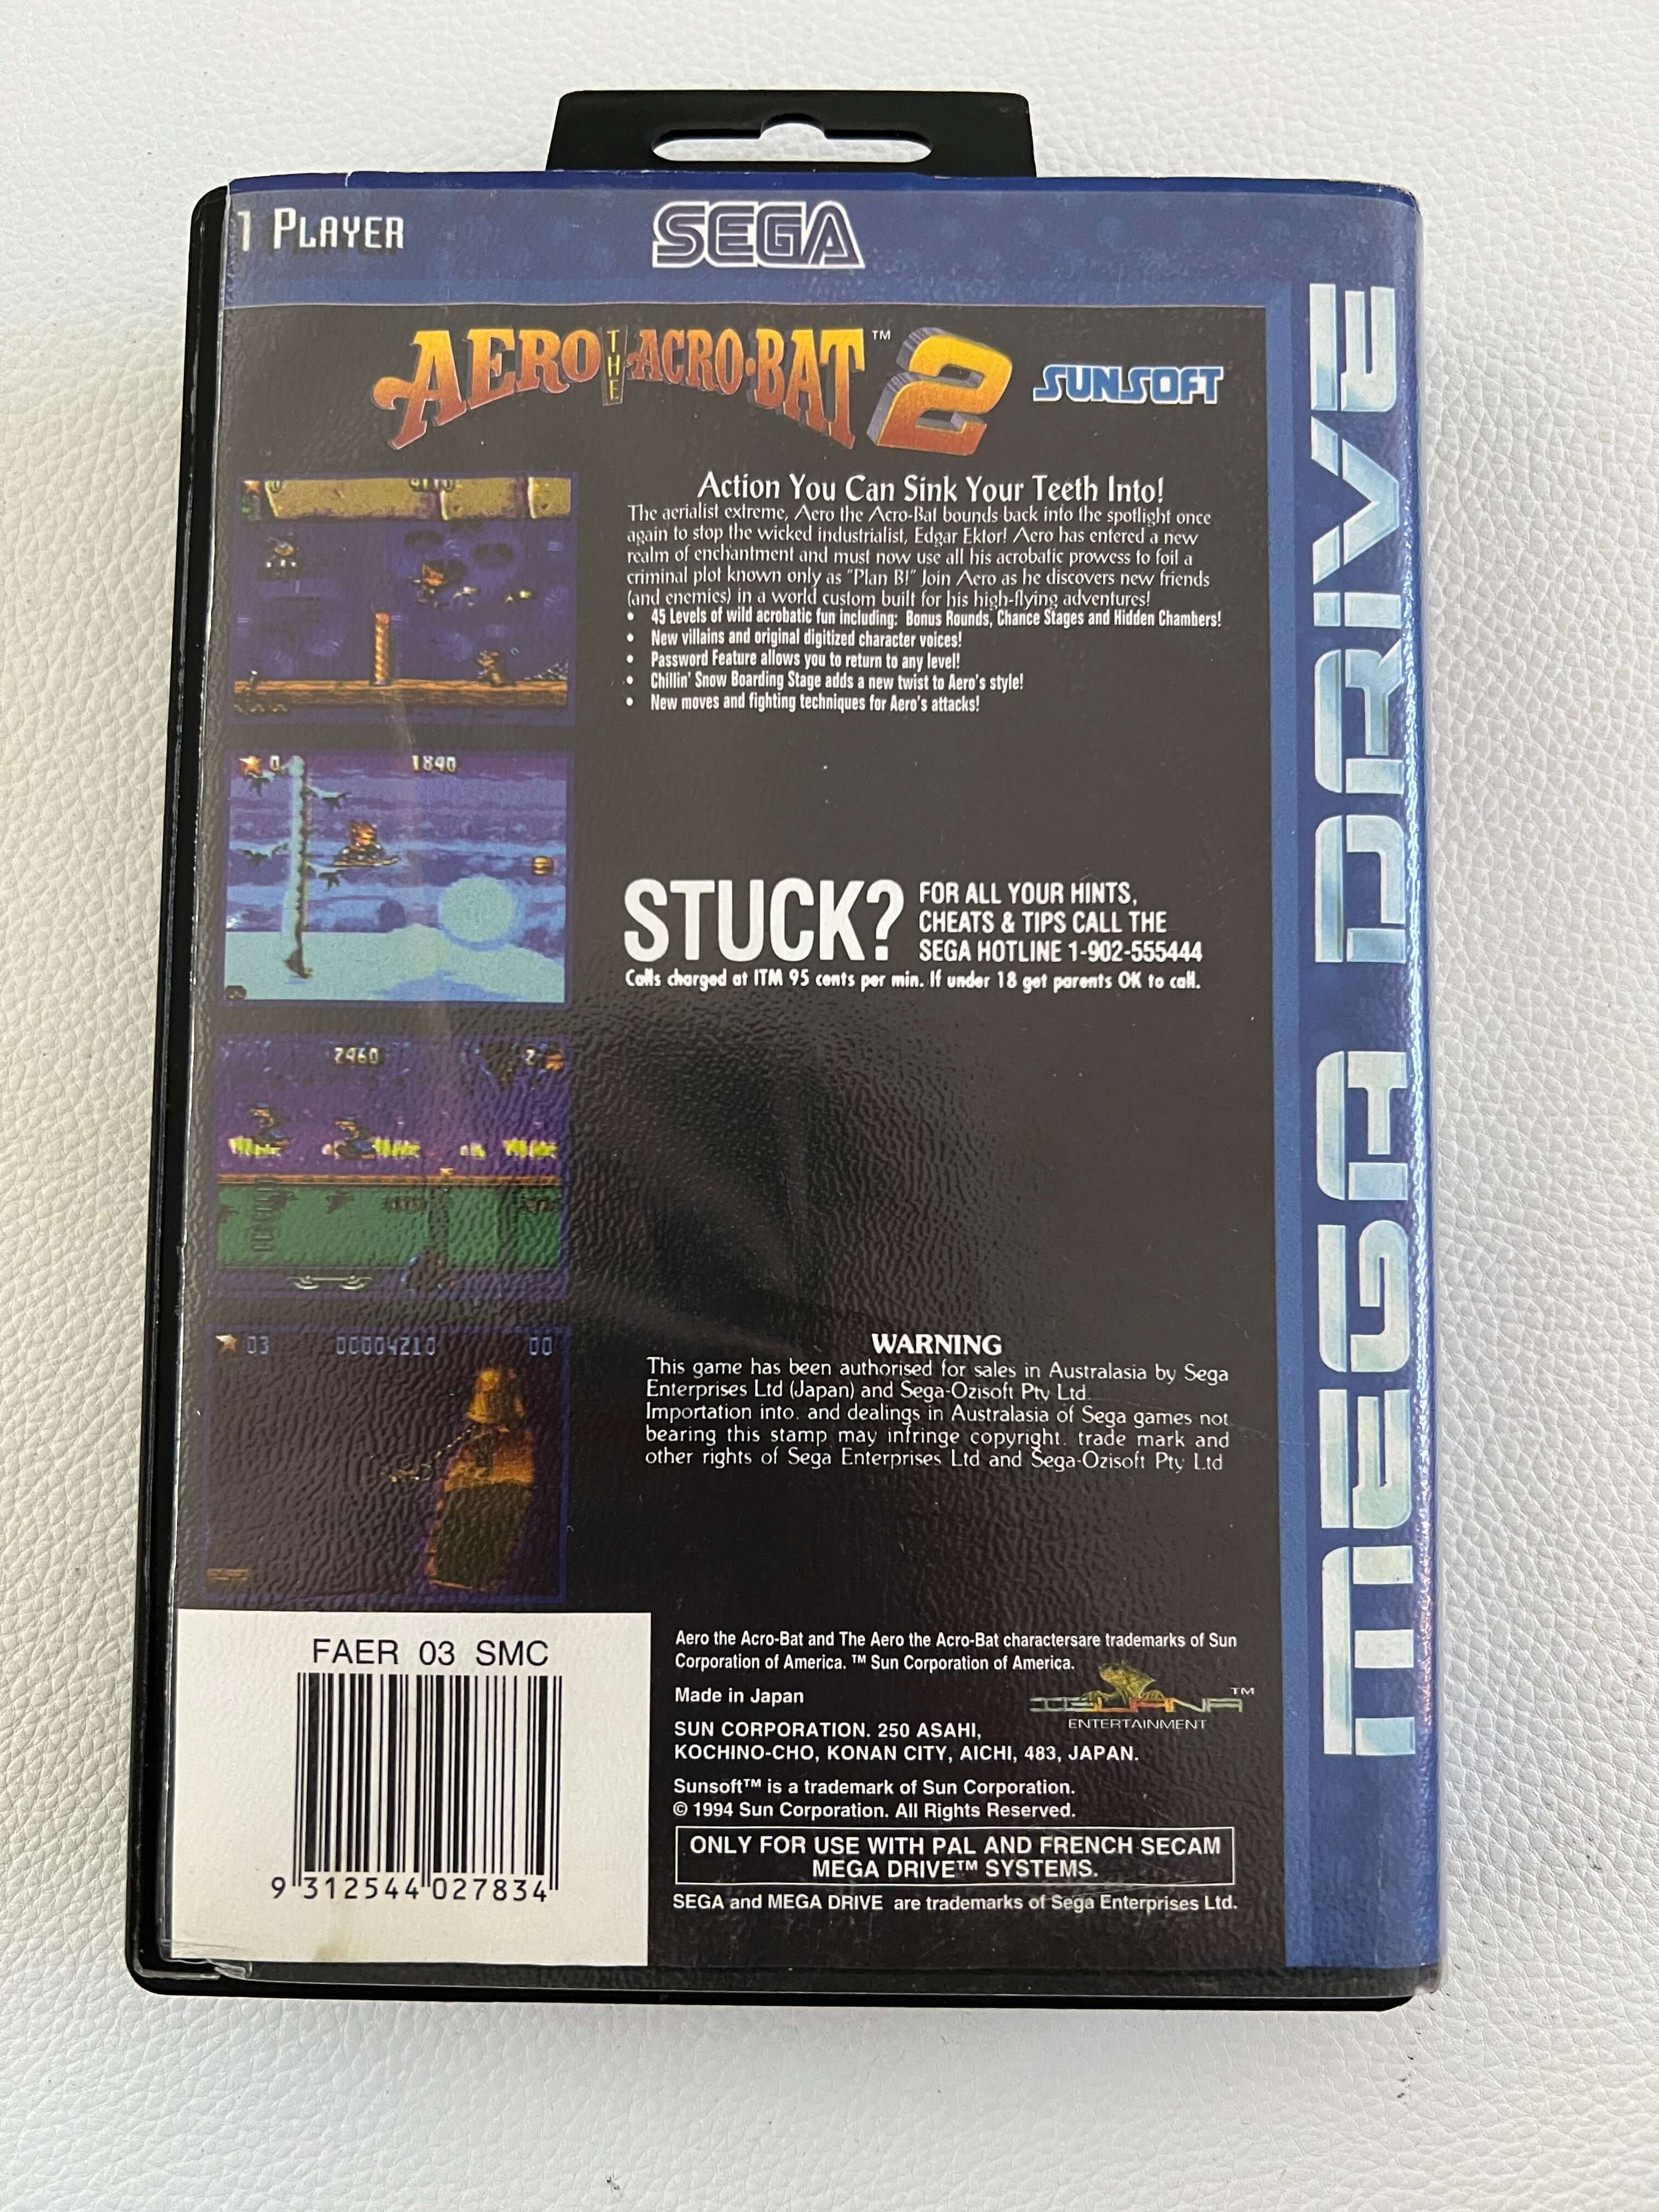 1 PLAYER
SEGA
AERO THE ACRO•BAT™ 2
SUNSOFT
MEGA DRIVE
Action You Can Sink Your Teeth Into!
The aerialist extreme, Aero the Acro-Bat bounds back into the spotlight once
again to stop the wicked industrialist, Edgar Ektor! Aero has entered a new
realm of enchantment and must now use all his acrobatic prowess to foil a
criminal plot known only as "Plan B!" Join Aero as he discovers new friends
(and enemies) in a world custom built for his high-flying adventures!
• 45 Levels of wild acrobatic fun including: Bonus Rounds, Chance Stages and Hidden Chambers!
• New villains and original digitized character voices!
• Password Feature allows you to return to any level!
• Chillin' Snow Boarding Stage adds a new twist to Aero's style!
• New moves and fighting techniques for Aero's attacks!
0 1840
STUCK?
FOR ALL YOUR HINTS,
CHEATS & TIPS CALL THE
SEGA HOTLINE 1-902-555444
Calls charged at ITM 95 cents per min. If under 18 get parents OK to call.
2
03 00004210 00
WARNING
This game has been authorised for sales in Australasia by Sega
Enterprises Ltd (Japan) and Sega-Ozisoft Pty Ltd.
Importation into, and dealings in Australasia of Sega games not
bearing this stamp may infringe copyright, trade mark and
other rights of Sega Enterprises Ltd and Sega-Ozisoft Pty Ltd
FAER 03 SMC
9 312544 027834
Aero the Acro-Bat and The Aero the Acro-Bat charactersare trademarks of Sun
Corporation of America. ™ Sun Corporation of America.
Made in Japan
IGUANA™
ENTERTAINMENT
SUN CORPORATION. 250 ASAHI,
KOCHINO-CHO, KONAN CITY, AICHI, 483, JAPAN.
Sunsoft™ is a trademark of Sun Corporation.
© 1994 Sun Corporation. All Rights Reserved.
ONLY FOR USE WITH PAL AND FRENCH SECAM
MEGA DRIVE™ SYSTEMS.
SEGA and MEGA DRIVE are trademarks of Sega Enterprises Ltd.